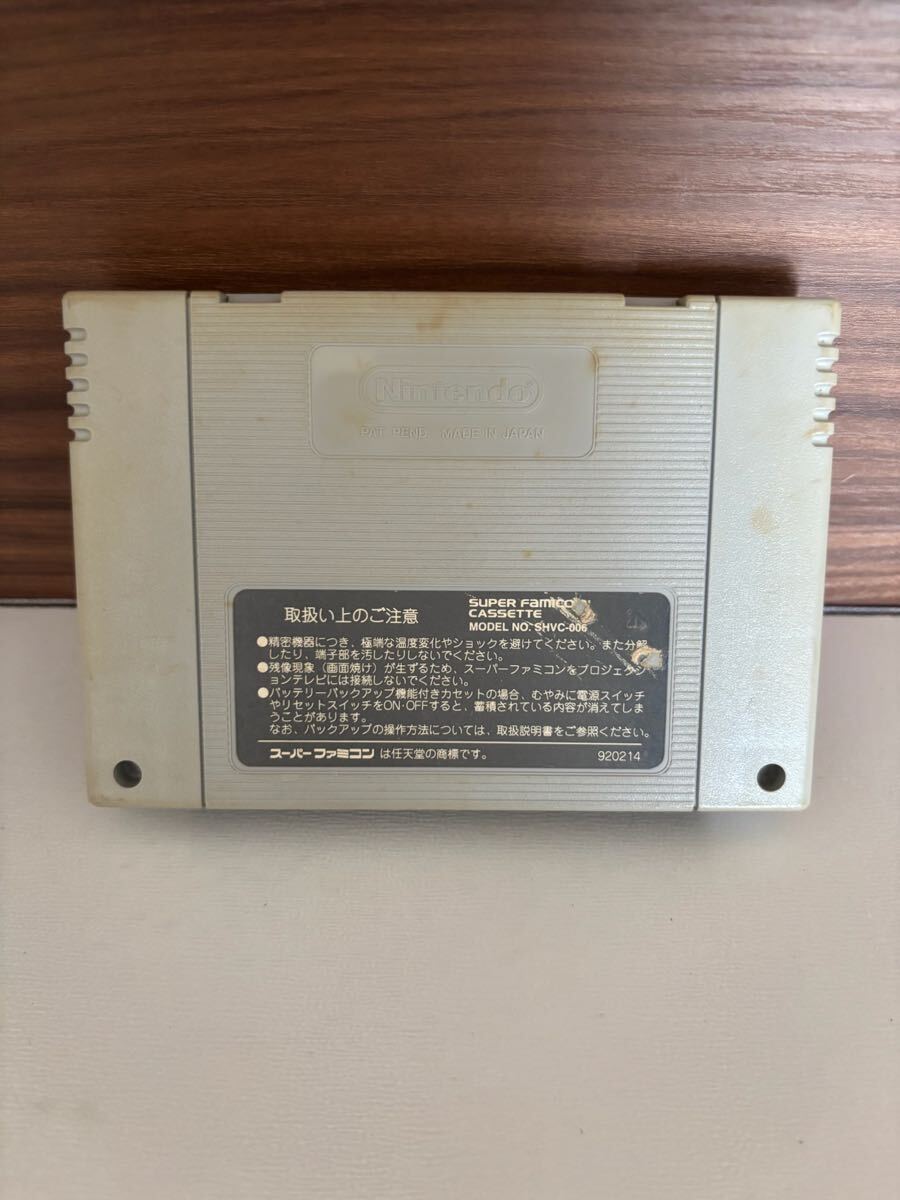 Nintendo®
PAT. PEND. MADE IN JAPAN
取扱い上のご注意
SUPER FAMICOM
CASSETTE
MODEL NO. SHVC-006
●精密機器につき、極端な温度変化やショックを避けてください。また分解
したり、端子部を汚したりしないでください。
●残像現象(画面焼け)が生ずるため、スーパーファミコンをプロジェクシ
ョンテレビには接続しないでください。
●バッテリーバックアップ機能付きカセットの場合、むやみに電源スイッチ
やリセットスイッチをON・OFFすると、蓄積されている内容が消えてしま
うことがあります。
なお、バックアップの操作方法については、取扱説明書をご参照ください。
スーパーファミコンは任天堂の商標です。
920214